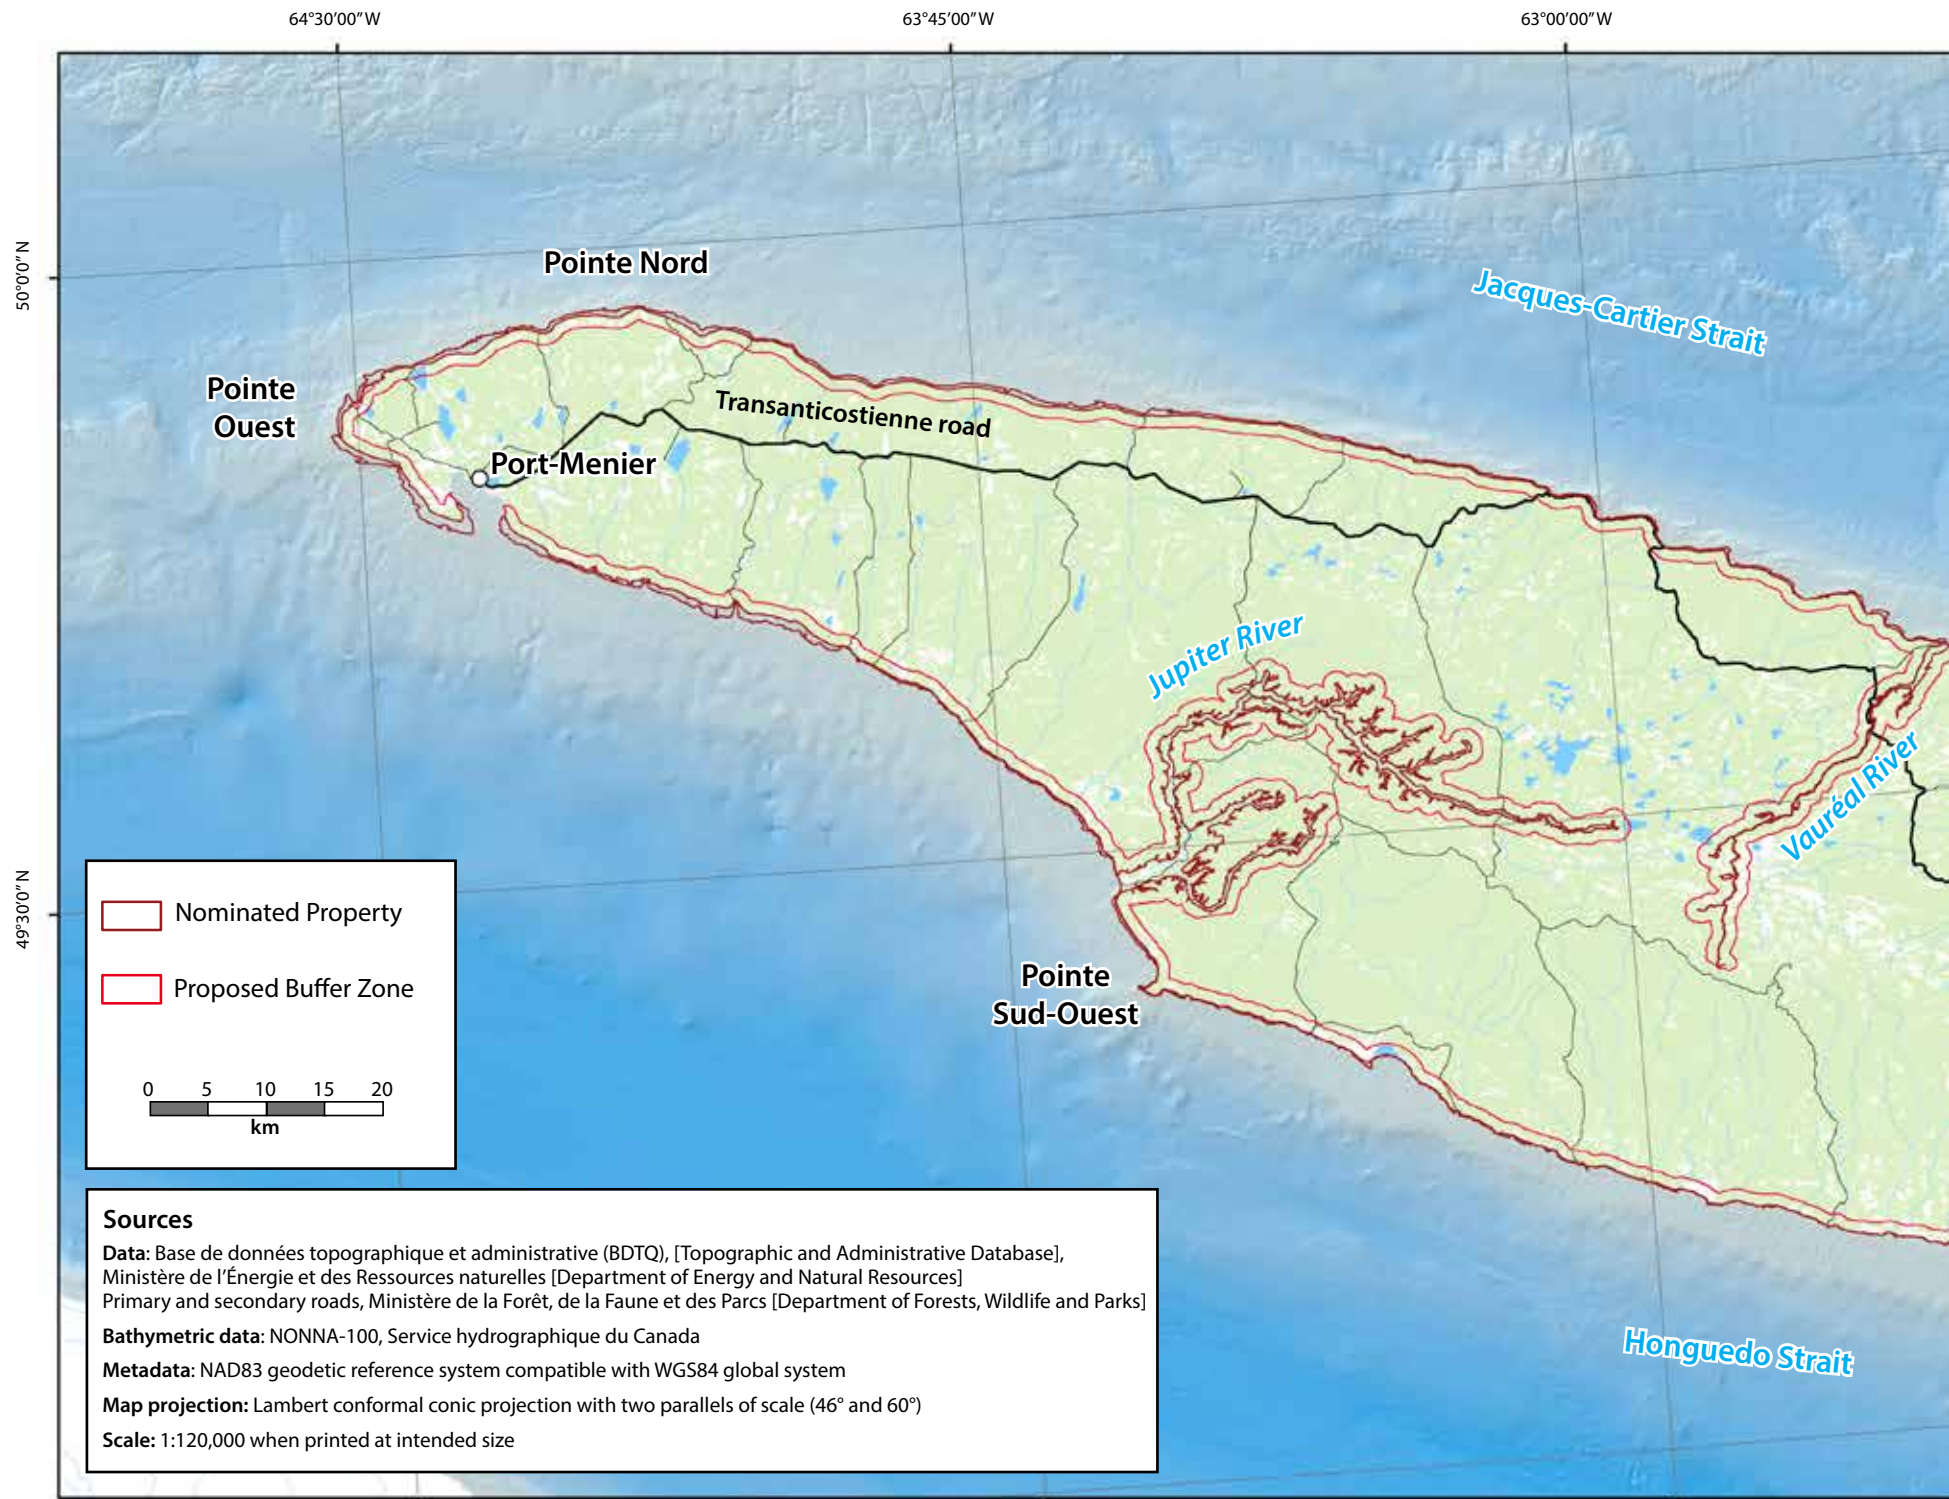 64°30'00"W
63°45'00"W
63°00'00"W
50°0'0"N
49°30'0"N
Pointe Nord
Jacques-Cartier Strait
Pointe
Ouest
Transanticostienne road
Port-Menier
Jupiter River
Vauréal River
Pointe
Sud-Ouest
Honguedo Strait
Nominated Property
Proposed Buffer Zone
0 5 10 15 20
km
Sources
Data: Base de données topographique et administrative (BDTQ), [Topographic and Administrative Database],
Ministère de l'Énergie et des Ressources naturelles [Department of Energy and Natural Resources]
Primary and secondary roads, Ministère de la Forêt, de la Faune et des Parcs [Department of Forests, Wildlife and Parks]
Bathymetric data: NONNA-100, Service hydrographique du Canada
Metadata: NAD83 geodetic reference system compatible with WGS84 global system
Map projection: Lambert conformal conic projection with two parallels of scale (46° and 60°)
Scale: 1:120,000 when printed at intended size